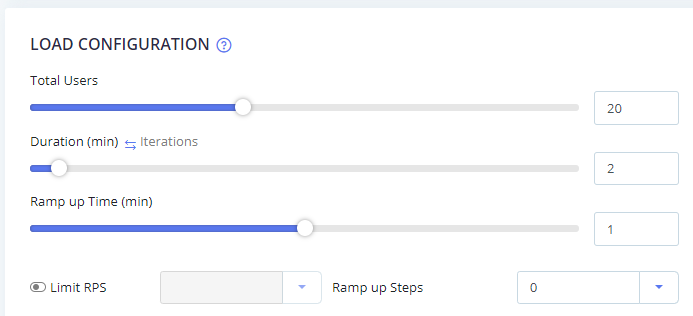 LOAD CONFIGURATION ?
Total Users
20
Duration (min) ⇆ Iterations
2
Ramp up Time (min)
1
Limit RPS
Ramp up Steps
0